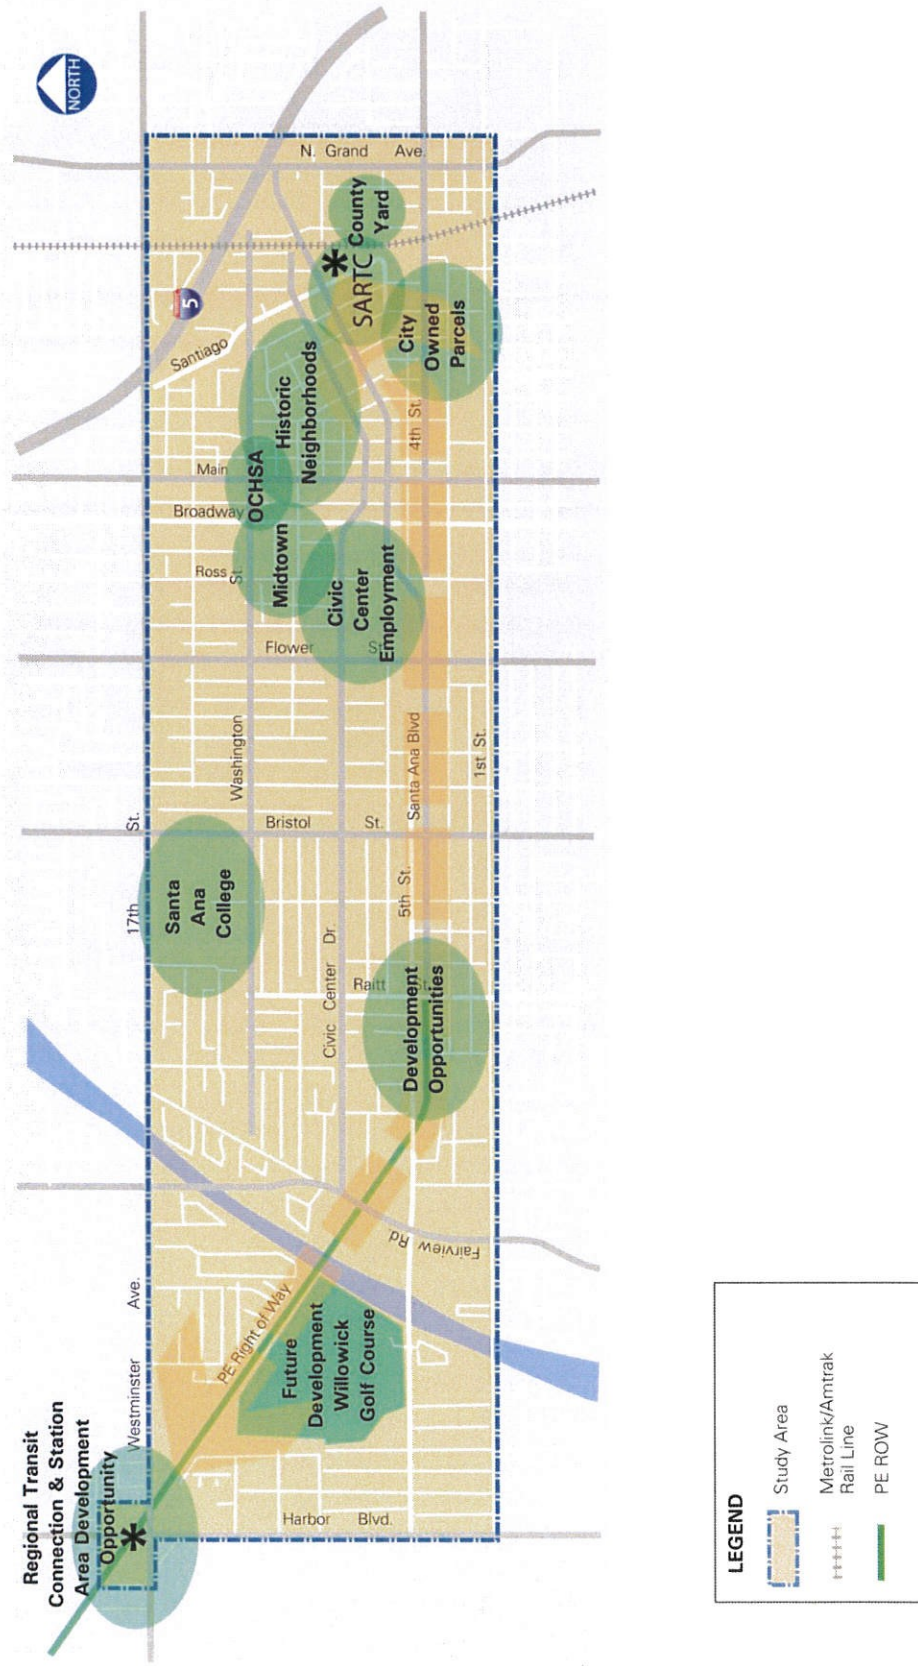 NORTH
Regional Transit
Connection & Station
Area Development
Opportunity
*
Westminster Ave.
17th St.
Harbor Blvd.
PE Right of Way
Future
Development
Willowick
Golf Course
Fairview Rd.
Santa
Ana
College
Civic Center Dr.
Raitt St.
Development
Opportunities
Bristol St.
Washington
5th St.
Santa Ana Blvd
1st St.
Flower St.
Ross St.
Broadway
Main
Midtown
OCHSA
Civic
Center
Employment
Historic
Neighborhoods
Santiago
5
4th St.
SARTC
*
County
Yard
City
Owned
Parcels
N. Grand Ave.
LEGEND
Study Area
Metrolink/Amtrak
Rail Line
PE ROW